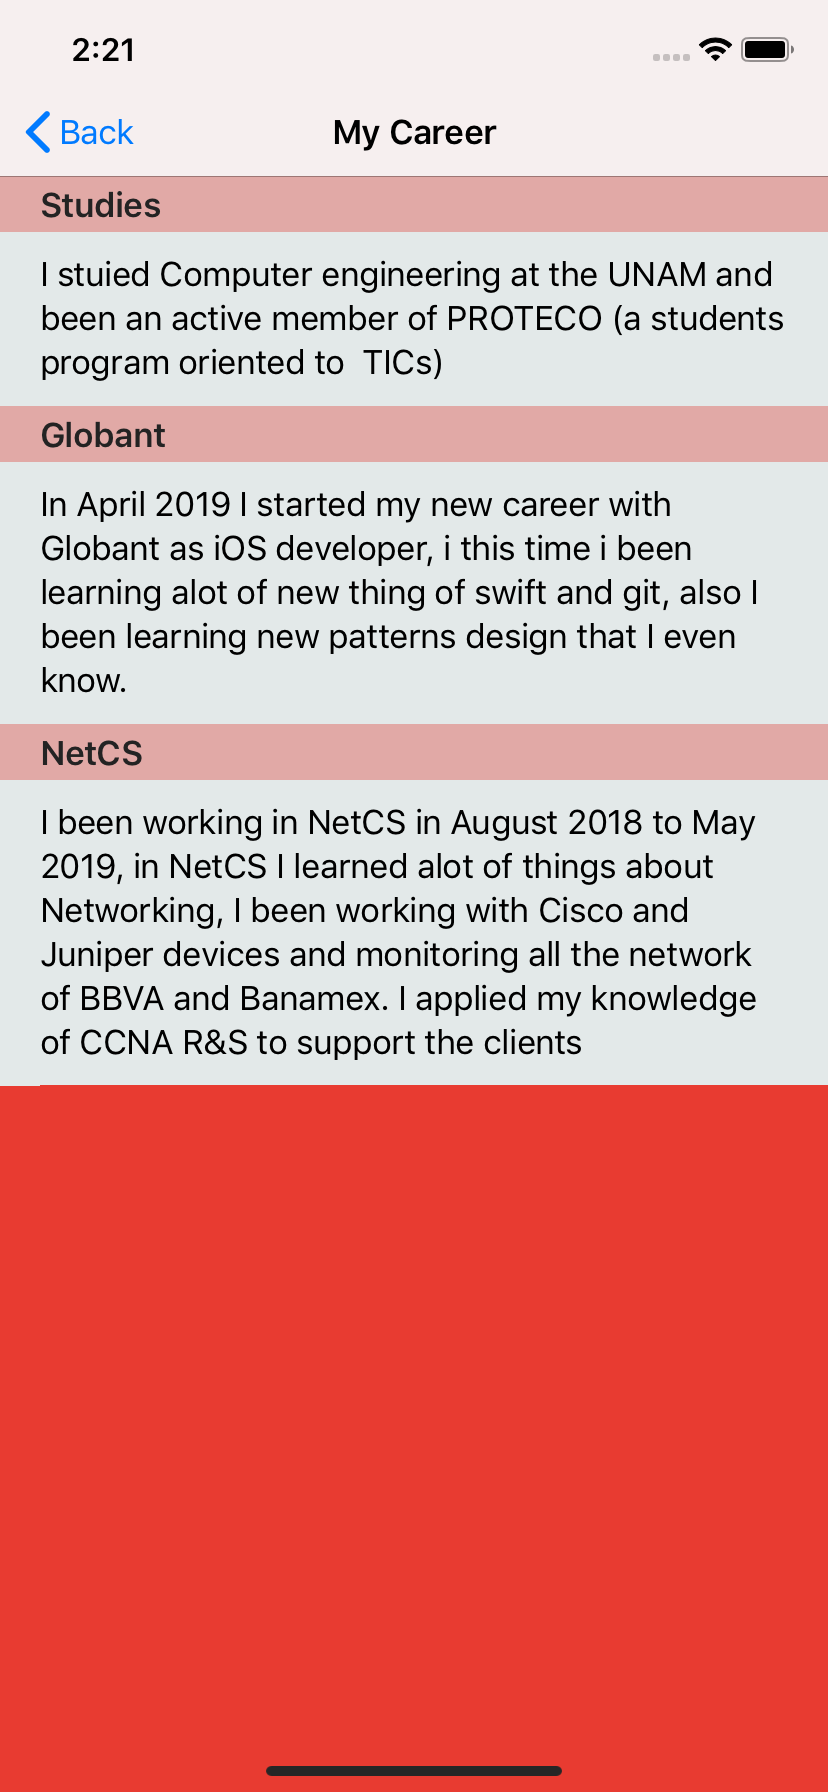 2:21
Back
My Career
Studies
I stuied Computer engineering at the UNAM and
been an active member of PROTECO (a students
program oriented to  TICs)
Globant
In April 2019 I started my new career with
Globant as iOS developer, i this time i been
learning alot of new thing of swift and git, also I
been learning new patterns design that I even
know.
NetCS
I been working in NetCS in August 2018 to May
2019, in NetCS I learned alot of things about
Networking, I been working with Cisco and
Juniper devices and monitoring all the network
of BBVA and Banamex. I applied my knowledge
of CCNA R&S to support the clients